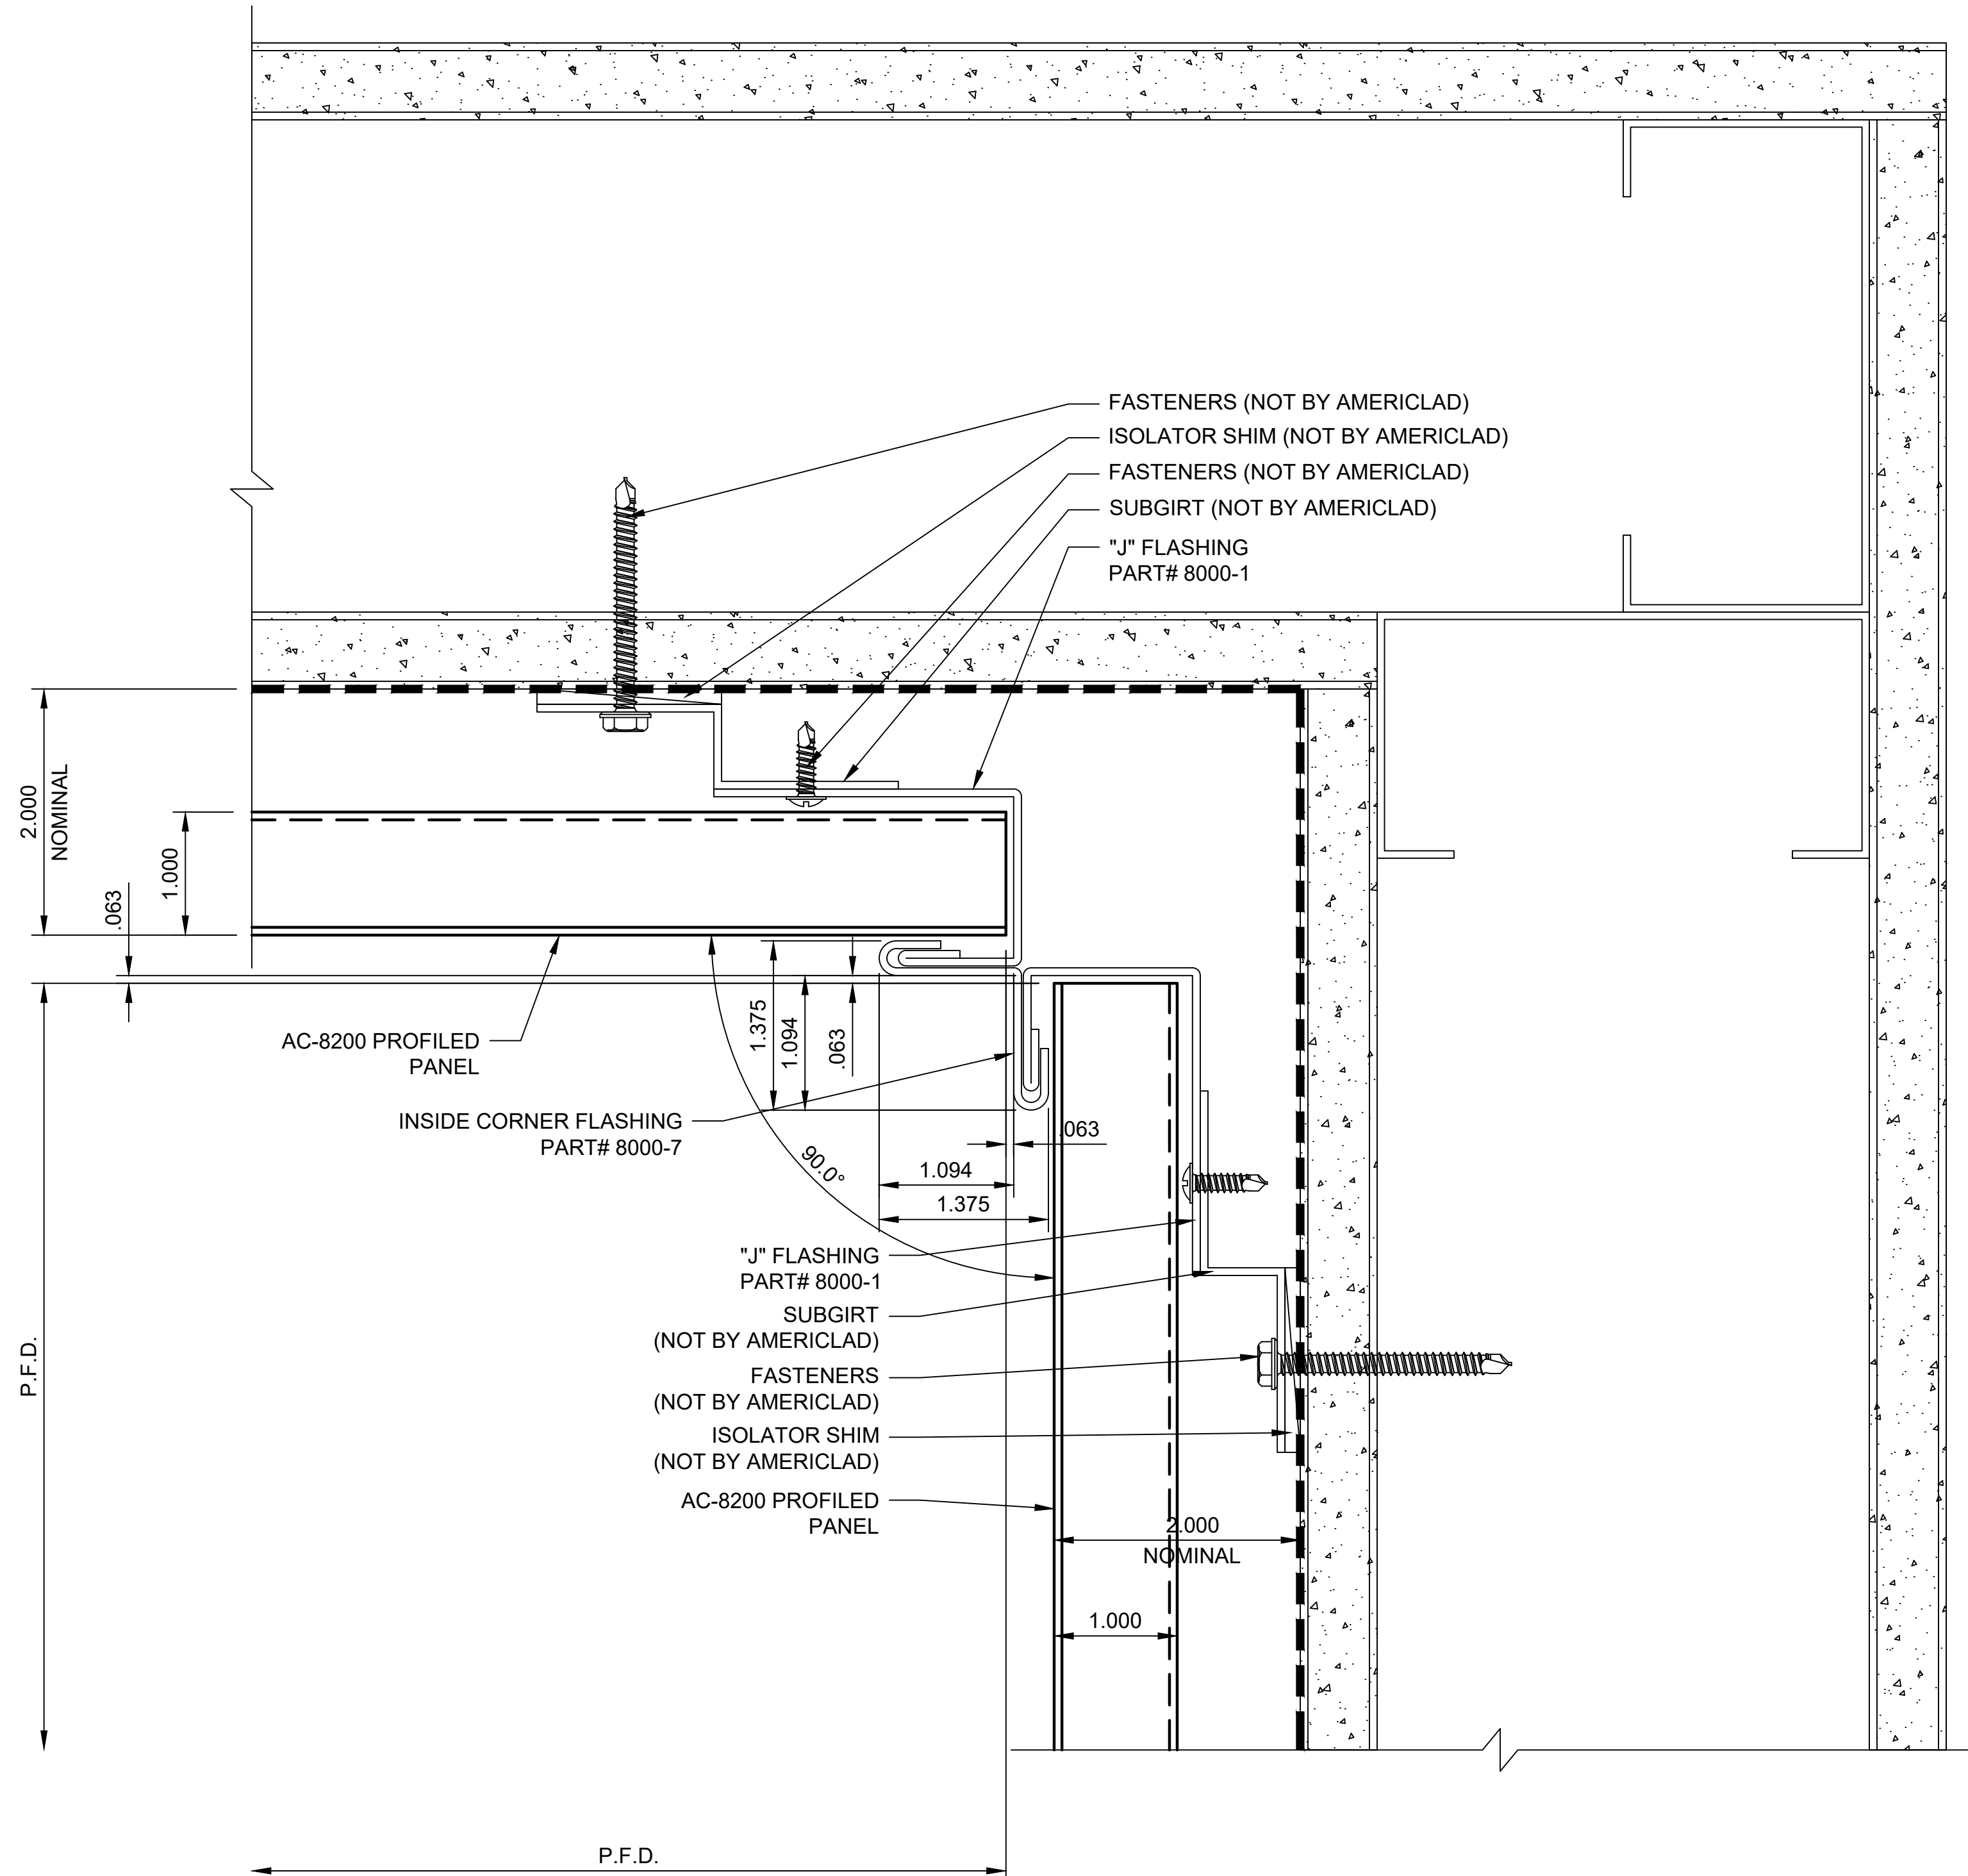 FASTENERS (NOT BY AMERICLAD)
ISOLATOR SHIM (NOT BY AMERICLAD)
FASTENERS (NOT BY AMERICLAD)
SUBGIRT (NOT BY AMERICLAD)
"J" FLASHING
PART# 8000-1
2.000
NOMINAL
1.000
.063
AC-8200 PROFILED
PANEL
1.375
1.094
.063
INSIDE CORNER FLASHING
PART# 8000-7
.063
90.0°
1.094
1.375
"J" FLASHING
PART# 8000-1
SUBGIRT
(NOT BY AMERICLAD)
FASTENERS
(NOT BY AMERICLAD)
ISOLATOR SHIM
(NOT BY AMERICLAD)
AC-8200 PROFILED
PANEL
P.F.D.
2.000
NOMINAL
1.000
P.F.D.